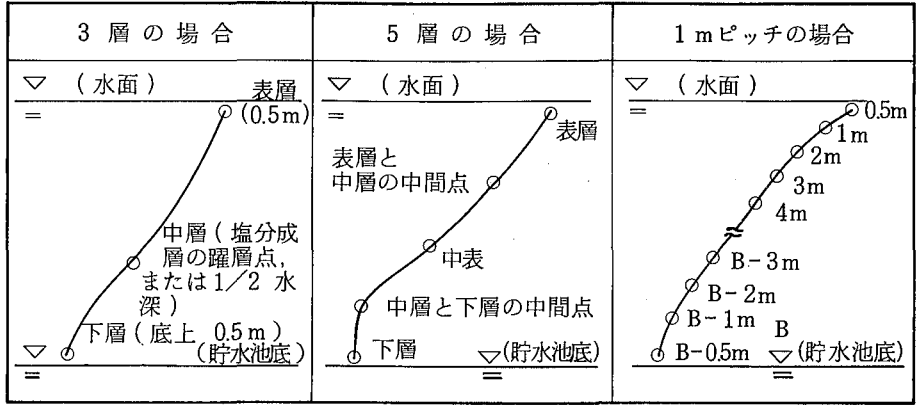 3層の場合
5層の場合
1mピッチの場合
(水面)
表層
(0.5m)
中層(塩分成
層の躍層点,
または1/2 水
深)
下層(底上 0.5m)
(貯水池底)
(水面)
表層
表層と
中層の中間点
中表
中層と下層の中間点
下層
(貯水池底)
(水面)
0.5m
1m
2m
3m
4m
B-3m
B-2m
B-1m
B
B-0.5m
(貯水池底)